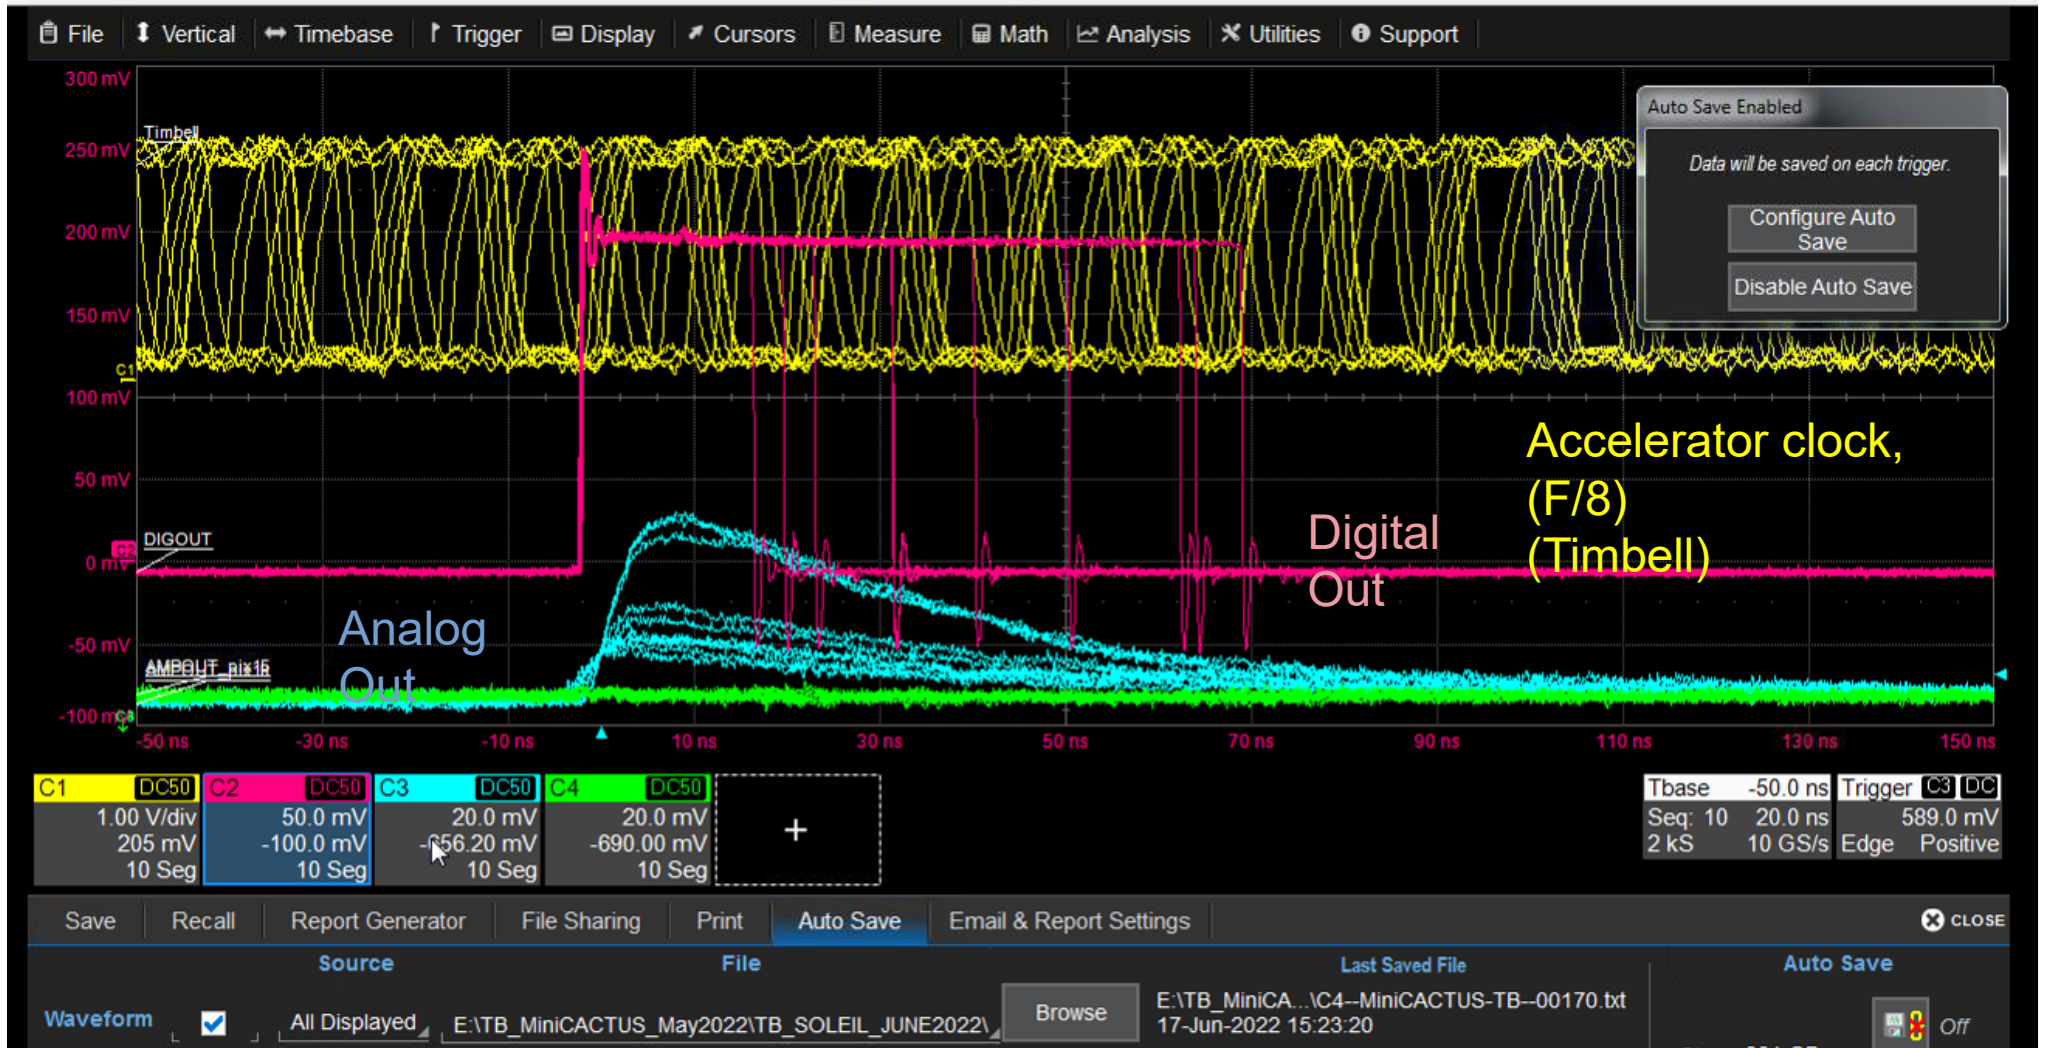 File Vertical Timebase Trigger Display Cursors Measure Math Analysis Utilities Support
300 mV
Auto Save Enabled
Timbell
250 mV
Data will be saved on each trigger.
Configure Auto
Save
200 mV
Disable Auto Save
150 mV
C1
100 mV
Accelerator clock,
(F/8)
(Timbell)
50 mV
Digital
Out
DIGOUT
C2
0 mV
Analog
Out
-50 mV
-100 mV
-50 ns -30 ns -10 ns 10 ns 30 ns 50 ns 70 ns 90 ns 110 ns 130 ns 150 ns
C1 DC50 C2 DC50 C3 DC50 C4 DC50
1.00 V/div 50.0 mV 20.0 mV 20.0 mV
205 mV -100.0 mV -656.20 mV -690.00 mV
10 Seg 10 Seg 10 Seg 10 Seg
+
Tbase -50.0 ns Trigger C3 DC
Seq: 10 20.0 ns 589.0 mV
2 kS 10 GS/s Edge Positive
Save Recall Report Generator File Sharing Print Auto Save Email & Report Settings CLOSE
Source File Last Saved File Auto Save
Waveform All Displayed E:\TB_MiniCACTUS_May2022\TB_SOLEIL_JUNE2022\ Browse
E:\TB_MiniCA...\C4--MiniCACTUS-TB--00170.txt
17-Jun-2022 15:23:20
Off